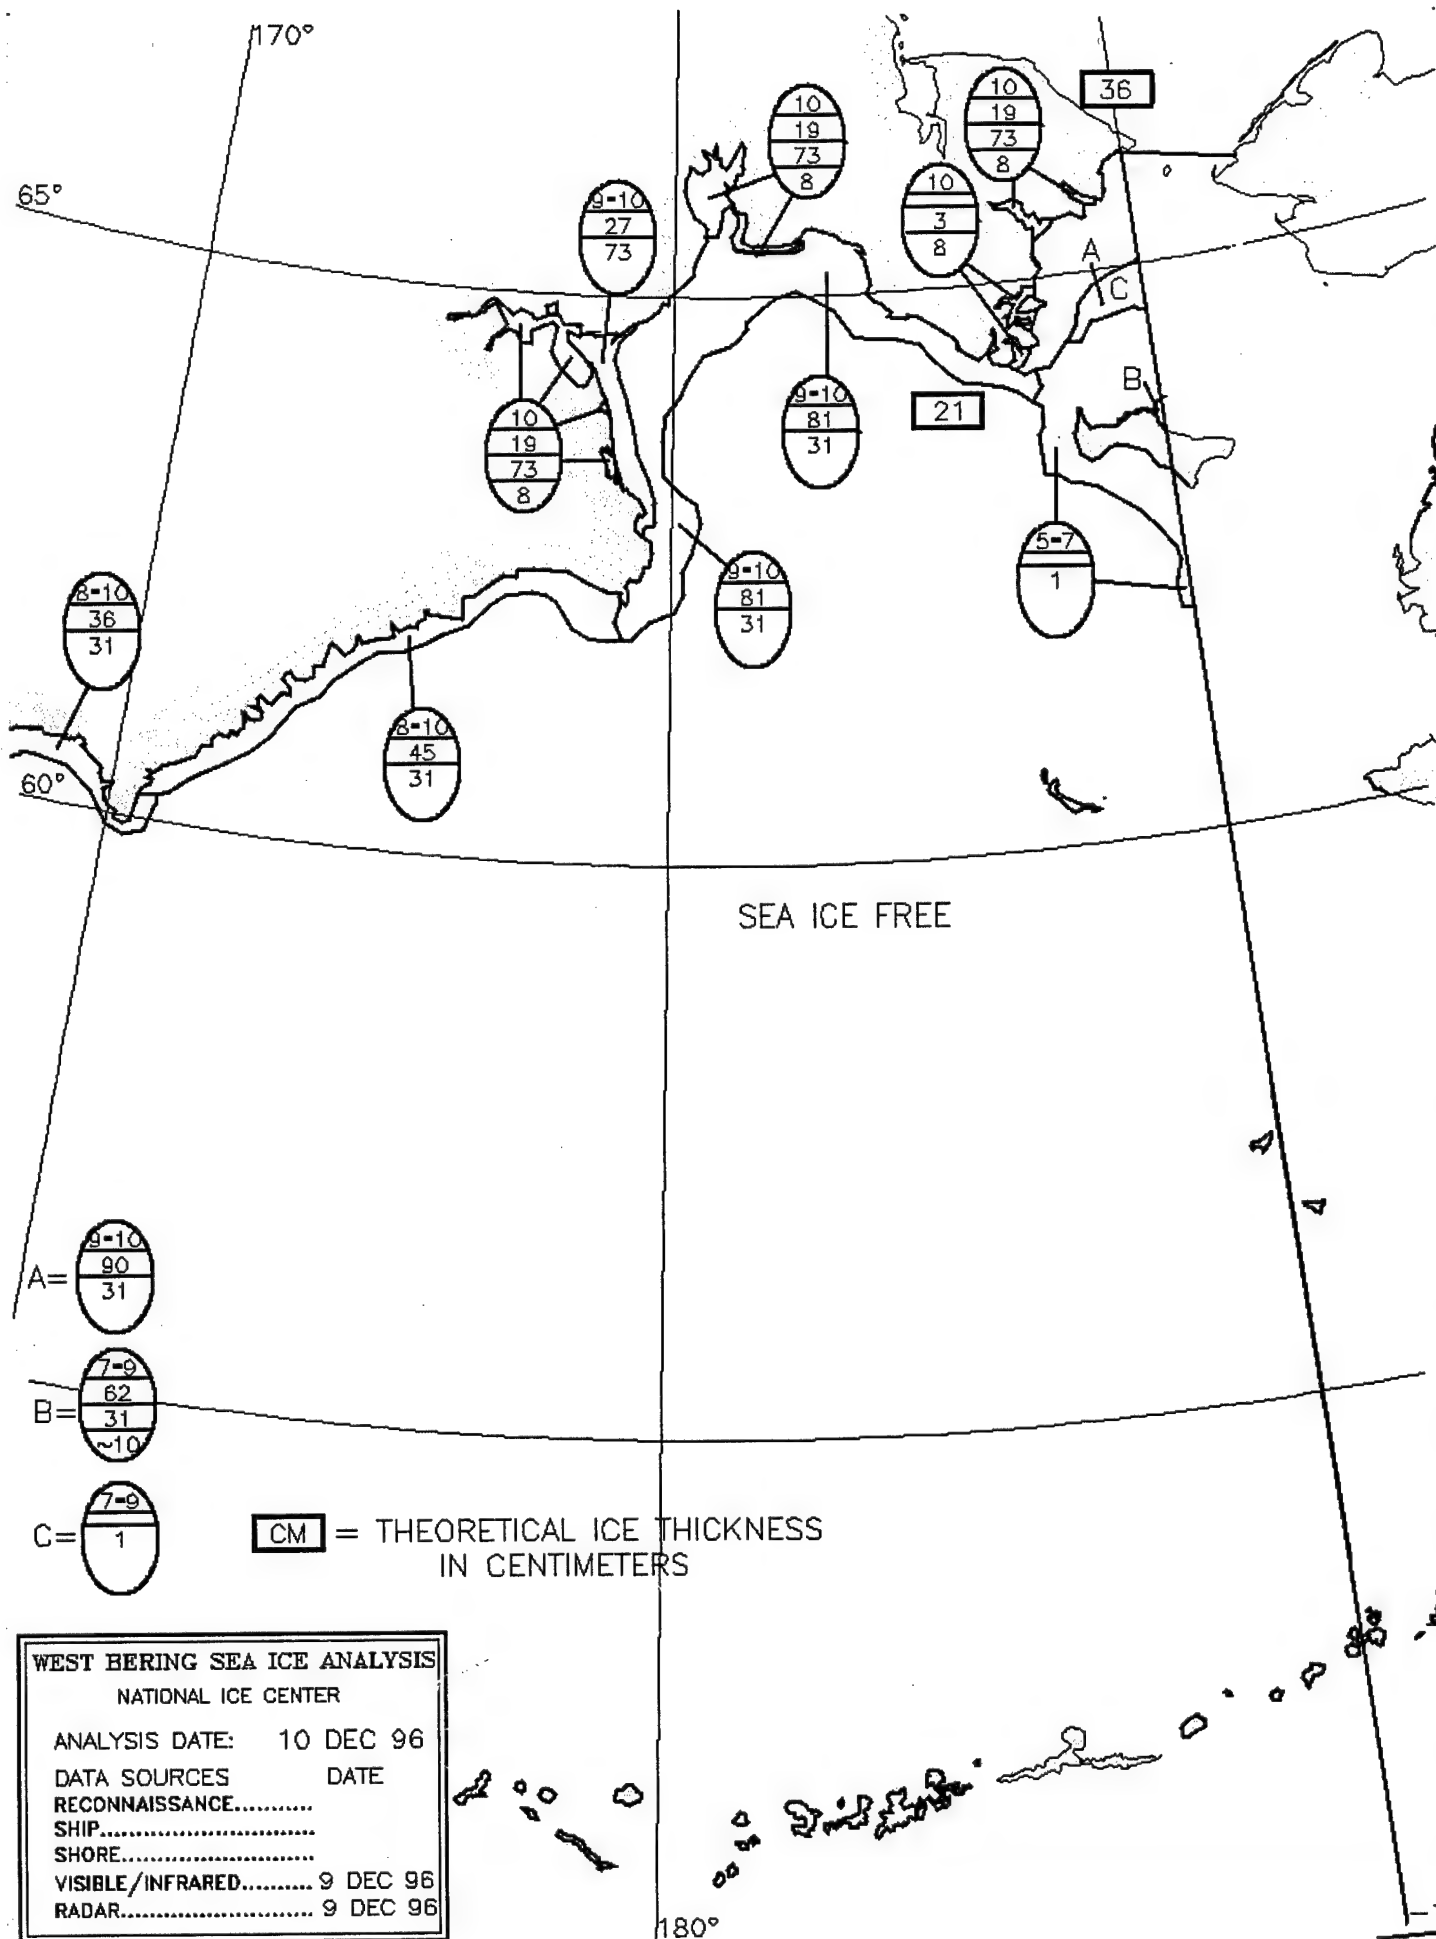 170°
36
10
19
73
8
10
19
73
8
10
3
8
65°
9-10
27
73
A
C
B
10
19
73
8
9-10
81
31
21
5-7
1
9-10
81
31
8-10
36
31
8-10
45
31
60°
SEA ICE FREE
A=
9-10
90
31
B=
7-9
62
31
~10
C=
7-9
1
CM = THEORETICAL ICE THICKNESS
IN CENTIMETERS
WEST BERING SEA ICE ANALYSIS
NATIONAL ICE CENTER
ANALYSIS DATE: 10 DEC 96
DATA SOURCES DATE
RECONNAISSANCE...........
SHIP.............................
SHORE.........................
VISIBLE/INFRARED.......... 9 DEC 96
RADAR......................... 9 DEC 96
180°